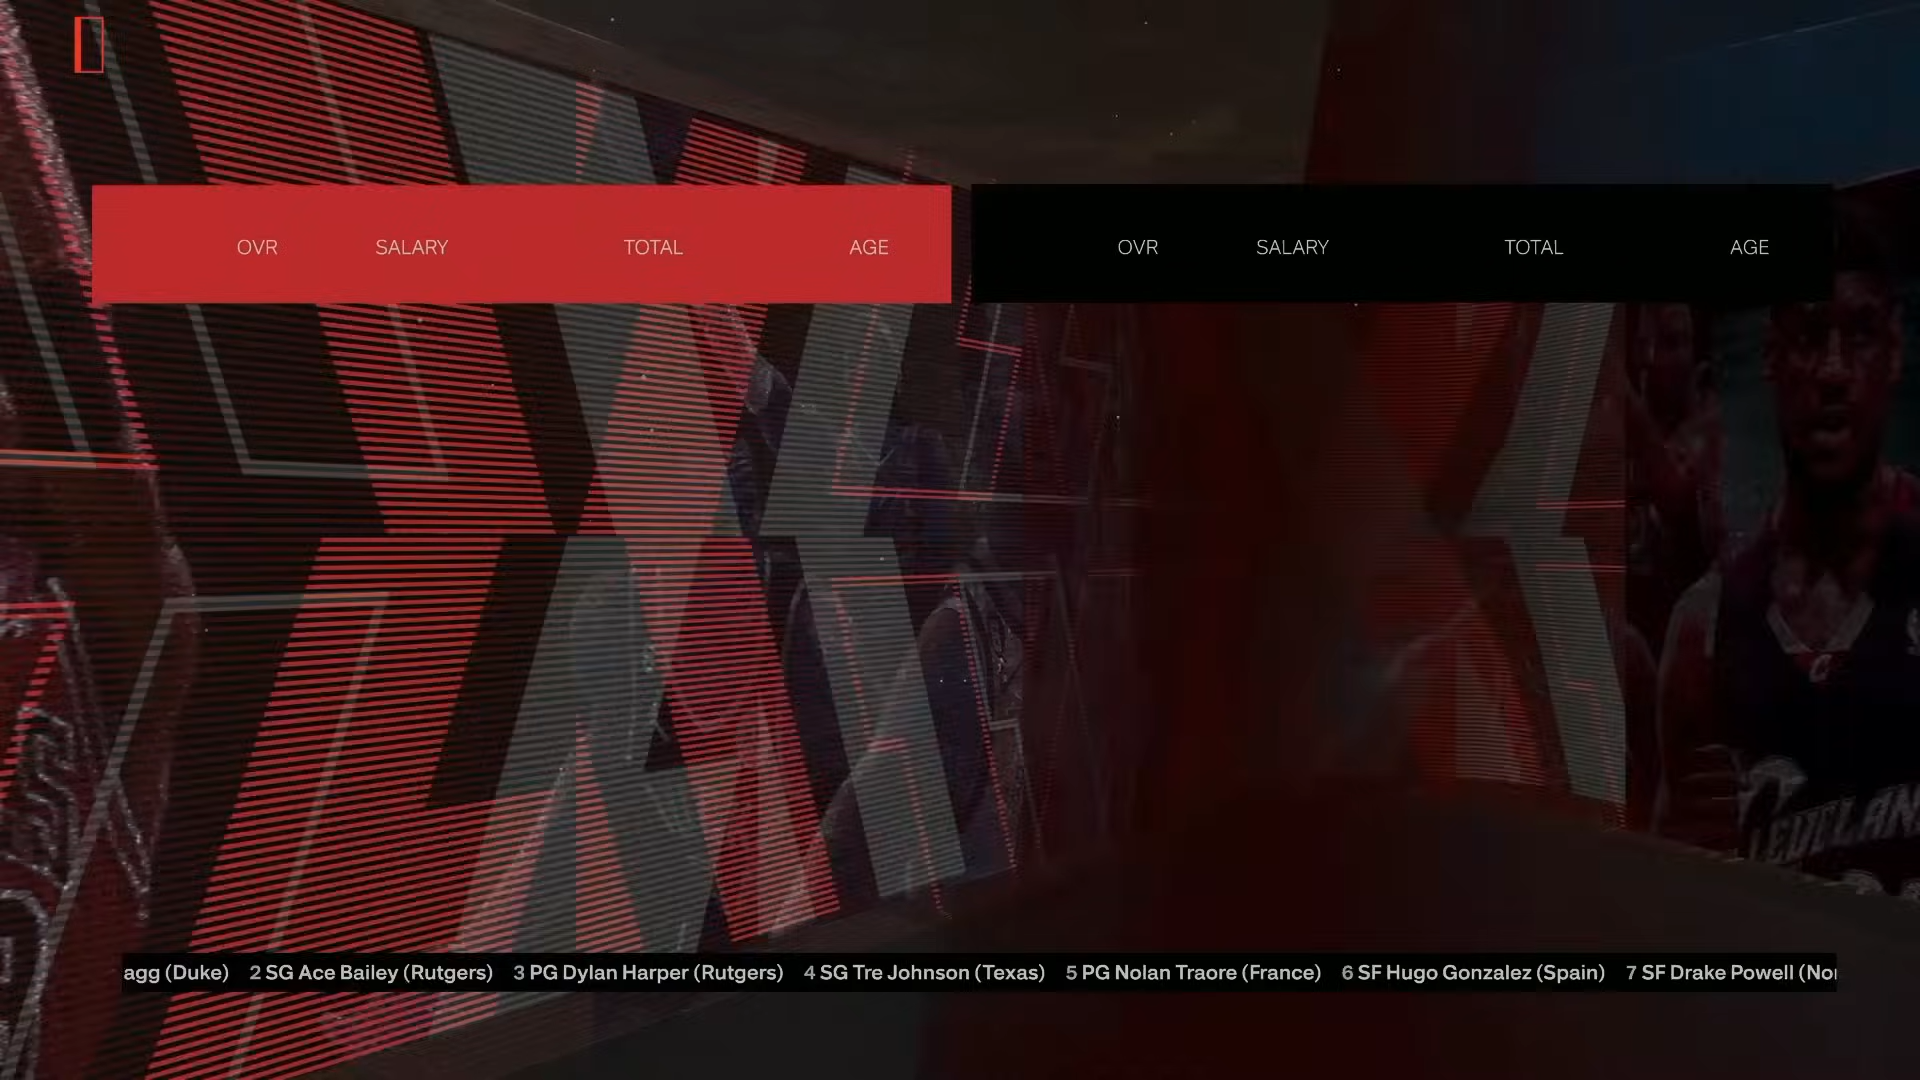 OVR SALARY TOTAL AGE OVR SALARY TOTAL AGE
agg (Duke) 2 SG Ace Bailey (Rutgers) 3 PG Dylan Harper (Rutgers) 4 SG Tre Johnson (Texas) 5 PG Nolan Traore (France) 6 SF Hugo Gonzalez (Spain) 7 SF Drake Powell (Nor